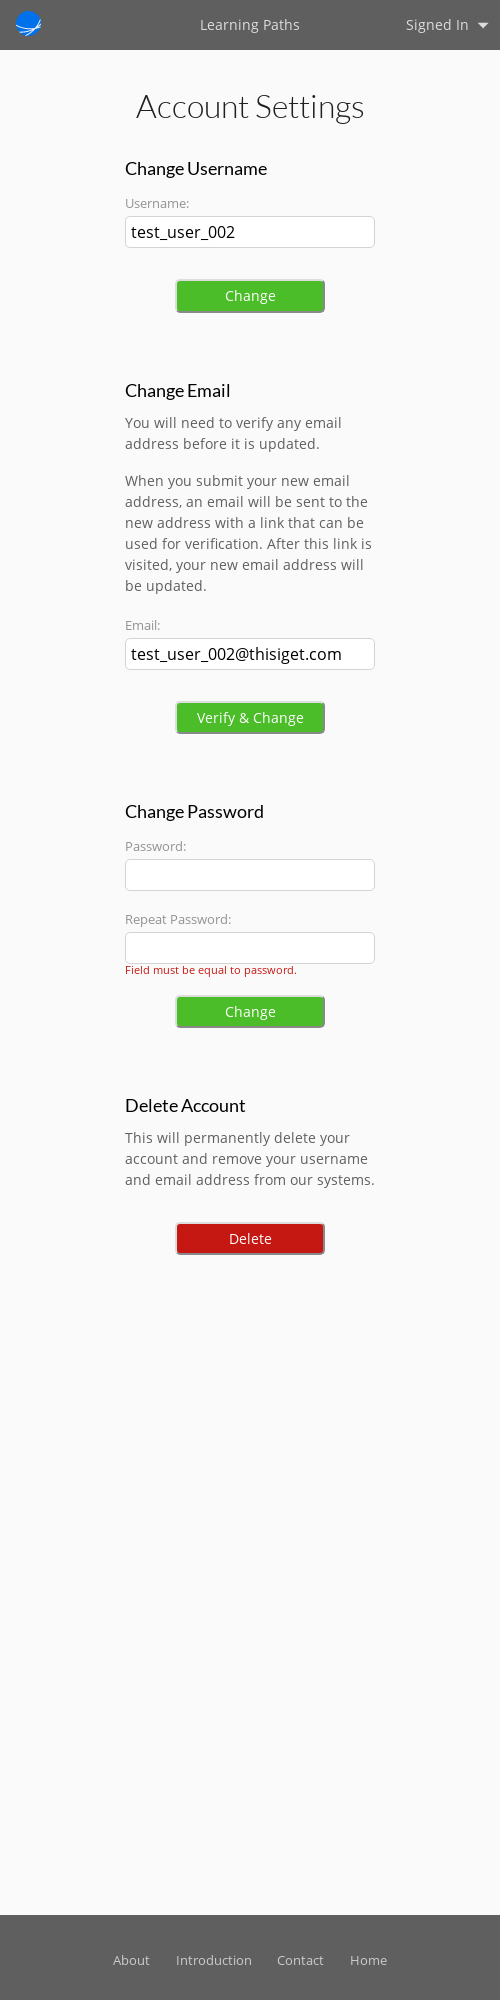 Learning Paths
Signed In
Account Settings
Change Username
Username:
test_user_002
Change
Change Email
You will need to verify any email
address before it is updated.
When you submit your new email
address, an email will be sent to the
new address with a link that can be
used for verification. After this link is
visited, your new email address will
be updated.
Email:
test_user_002@thisiget.com
Verify & Change
Change Password
Password:
Repeat Password:
Field must be equal to password.
Change
Delete Account
This will permanently delete your
account and remove your username
and email address from our systems.
Delete
About Introduction Contact Home